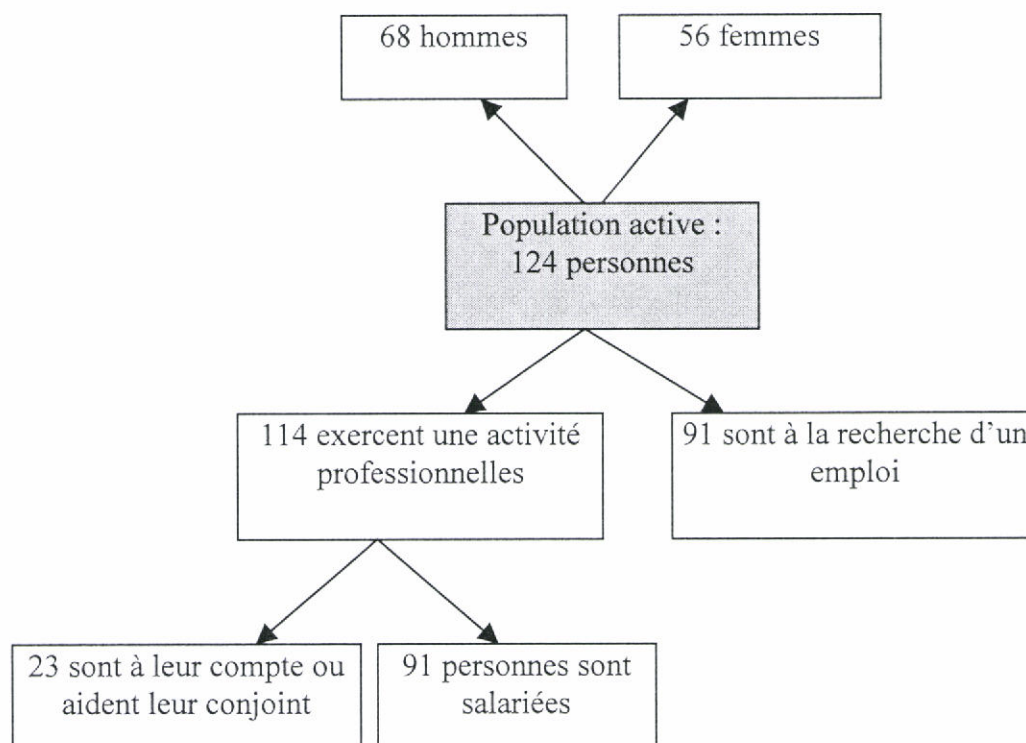 68 hommes
56 femmes
Population active :
124 personnes
114 exercent une activité
professionnelles
91 sont à la recherche d'un
emploi
23 sont à leur compte ou
aident leur conjoint
91 personnes sont
salariées